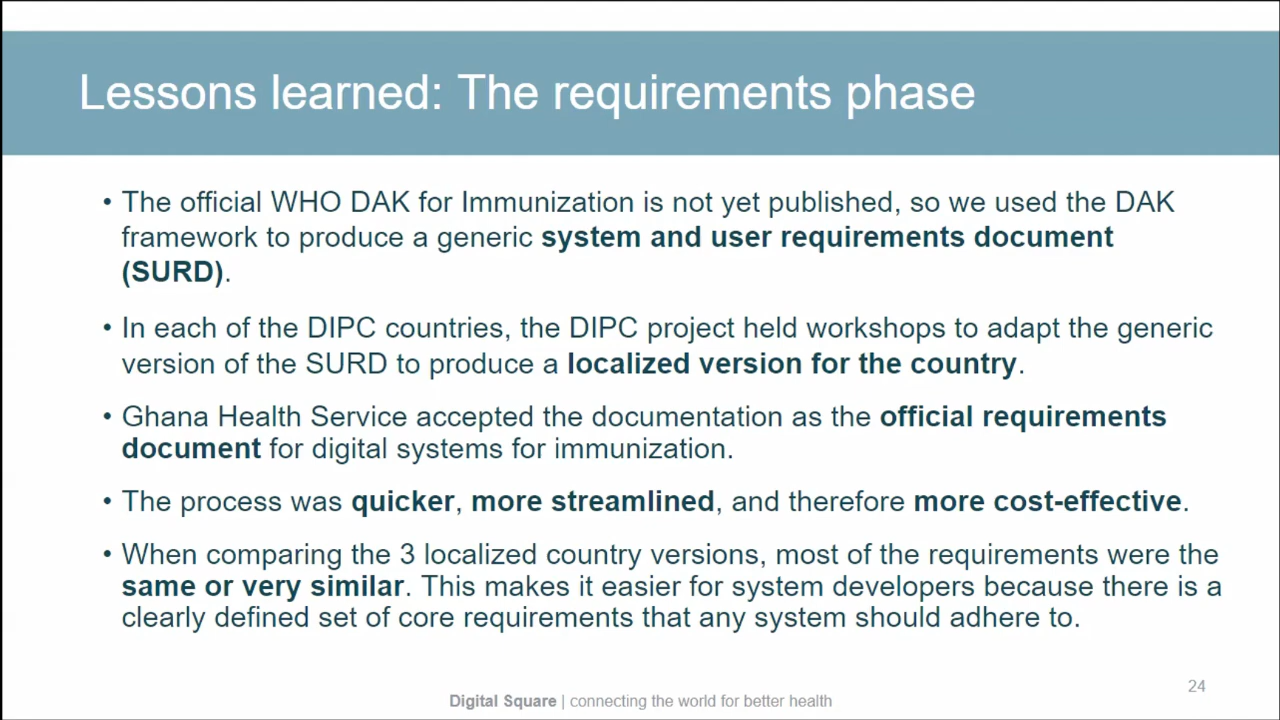 Lessons learned: The requirements phase
• The official WHO DAK for Immunization is not yet published, so we used the DAK
framework to produce a generic system and user requirements document
(SURD).
• In each of the DIPC countries, the DIPC project held workshops to adapt the generic
version of the SURD to produce a localized version for the country.
• Ghana Health Service accepted the documentation as the official requirements
document for digital systems for immunization.
• The process was quicker, more streamlined, and therefore more cost-effective.
• When comparing the 3 localized country versions, most of the requirements were the
same or very similar. This makes it easier for system developers because there is a
clearly defined set of core requirements that any system should adhere to.
24
Digital Square | connecting the world for better health